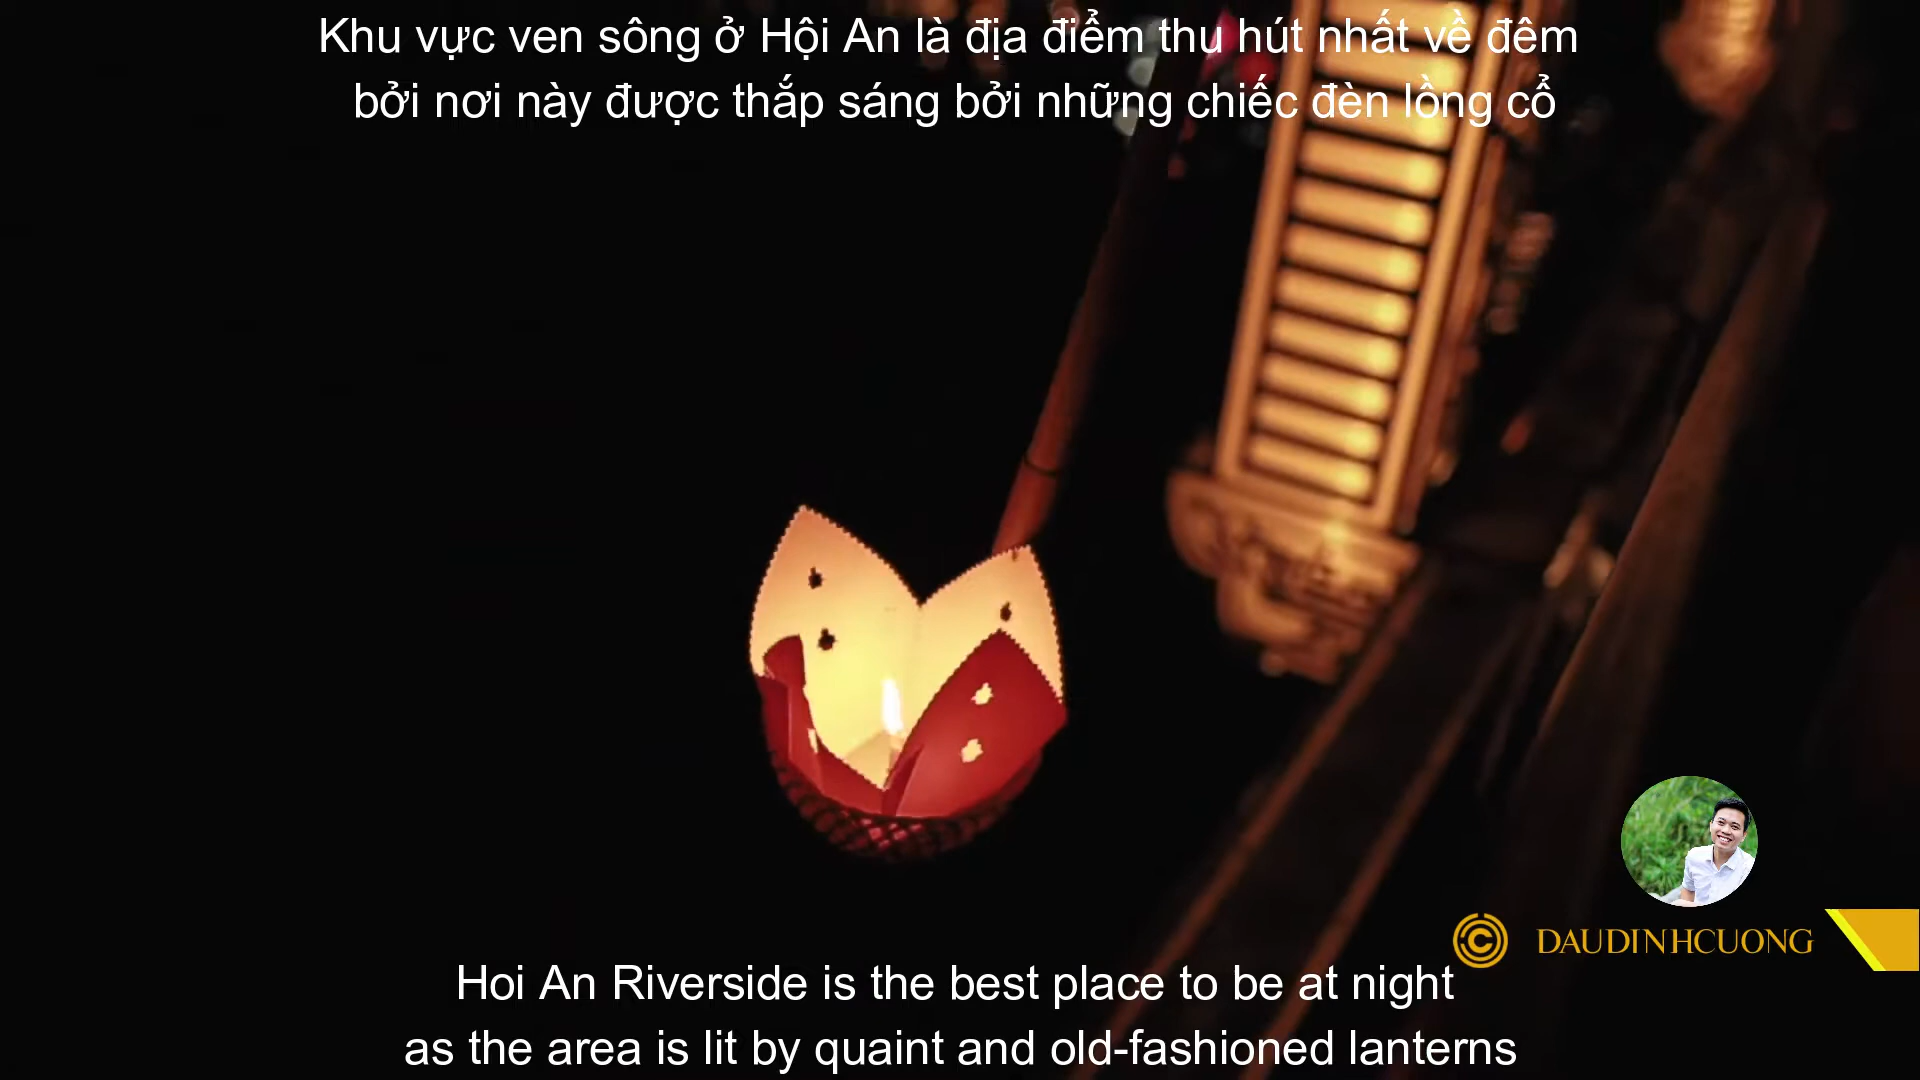 Khu vực ven sông ở Hội An là địa điểm thu hút nhất về đêm
bởi nơi này được thắp sáng bởi những chiếc đèn lồng cổ
DAUDINHCUONG
Hoi An Riverside is the best place to be at night
as the area is lit by quaint and old-fashioned lanterns